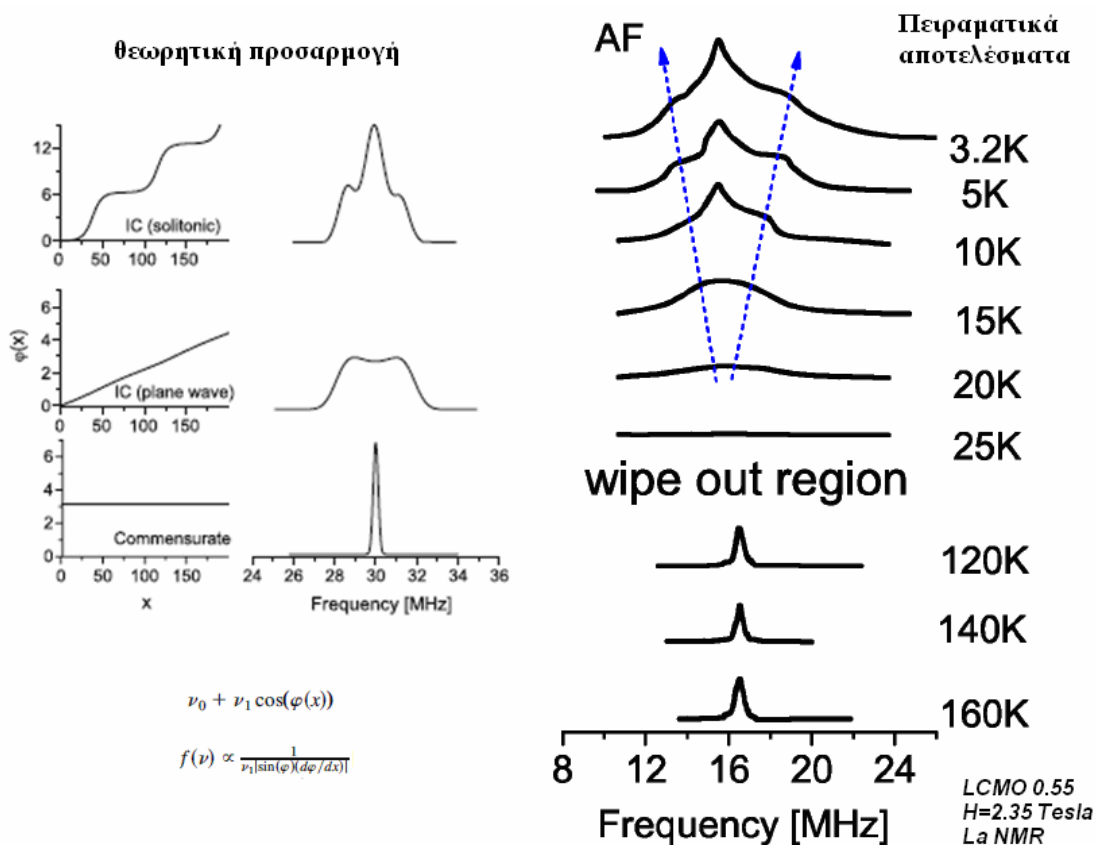 θεωρητική προσαρμογή
12
6
0
IC (solitonic)
0 50 100 150
6
4
2
0
φ(x)
IC (plane wave)
0 50 100 150
6
4
2
0
Commensurate
0 50 100 150
x
24 26 28 30 32 34 36
Frequency [MHz]
ν₀ + ν₁ cos(φ(x))
f(ν) ∝ 1 / ν₁|sin(φ)(dφ/dx)|
Πειραματικά
αποτελέσματα
AF
3.2K
5K
10K
15K
20K
25K
wipe out region
120K
140K
160K
8 12 16 20 24
Frequency [MHz]
LCMO 0.55
H=2.35 Tesla
La NMR